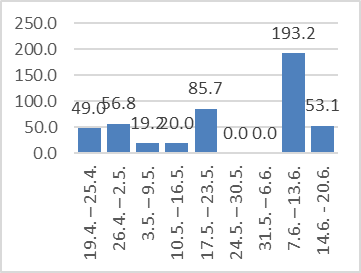 250.0
200.0
150.0
100.0
50.0
0.0
49.0
56.8
19.2
20.0
85.7
0.0
0.0
193.2
53.1
19.4. – 25.4.
26.4. – 2.5.
3.5. – 9.5.
10.5. – 16.5.
17.5. – 23.5.
24.5. – 30.5.
31.5. – 6.6.
7.6. – 13.6.
14.6. - 20.6.